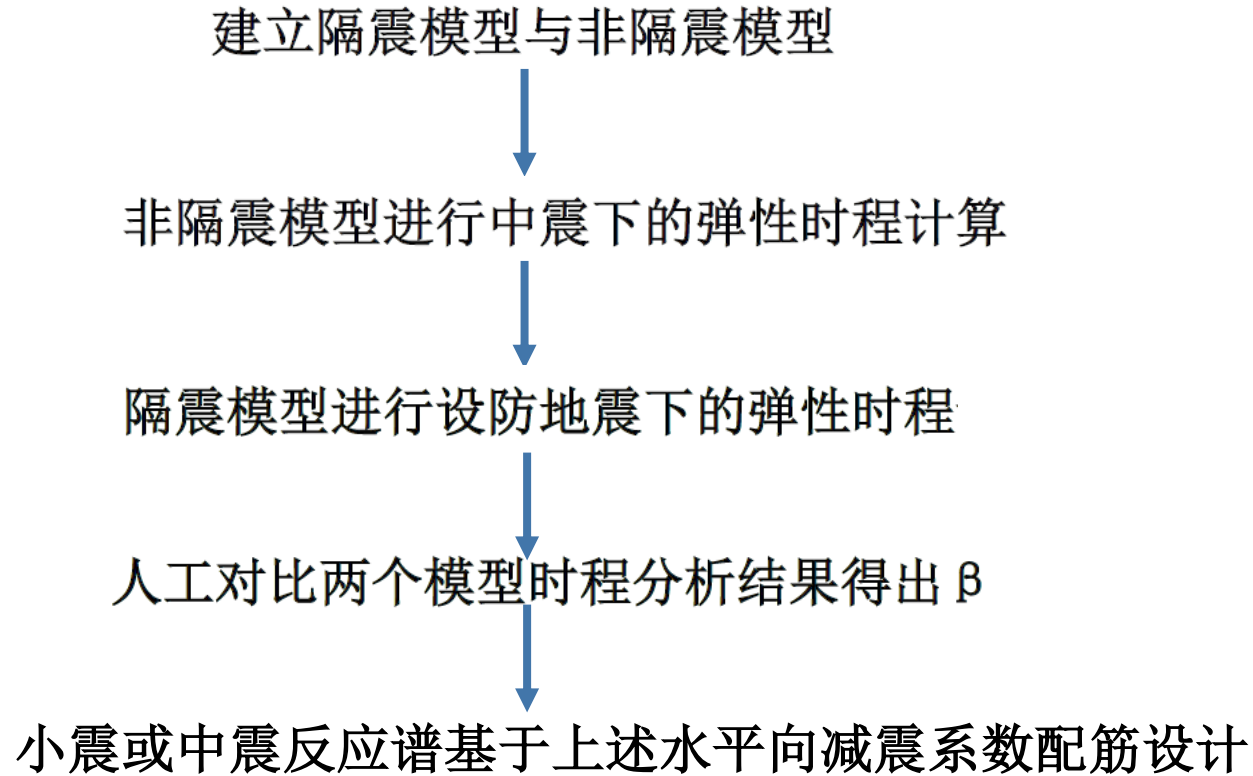 建立隔震模型与非隔震模型
非隔震模型进行中震下的弹性时程计算
隔震模型进行设防地震下的弹性时程
人工对比两个模型时程分析结果得出β
小震或中震反应谱基于上述水平向减震系数配筋设计